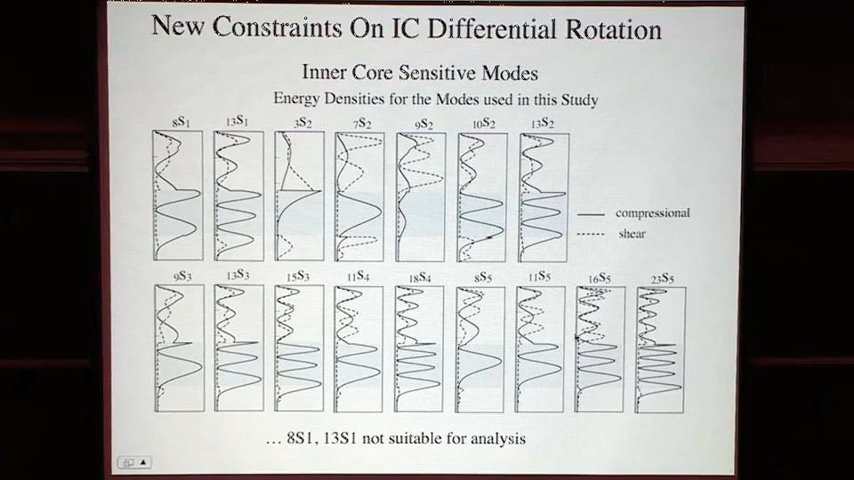 New Constraints On IC Differential Rotation
Inner Core Sensitive Modes
Energy Densities for the Modes used in this Study
8S1 13S1 3S2 7S2 9S2 10S2 13S2
compressional
shear
9S3 13S3 15S3 11S4 18S4 8S5 11S5 16S5 23S5
... 8S1, 13S1 not suitable for analysis